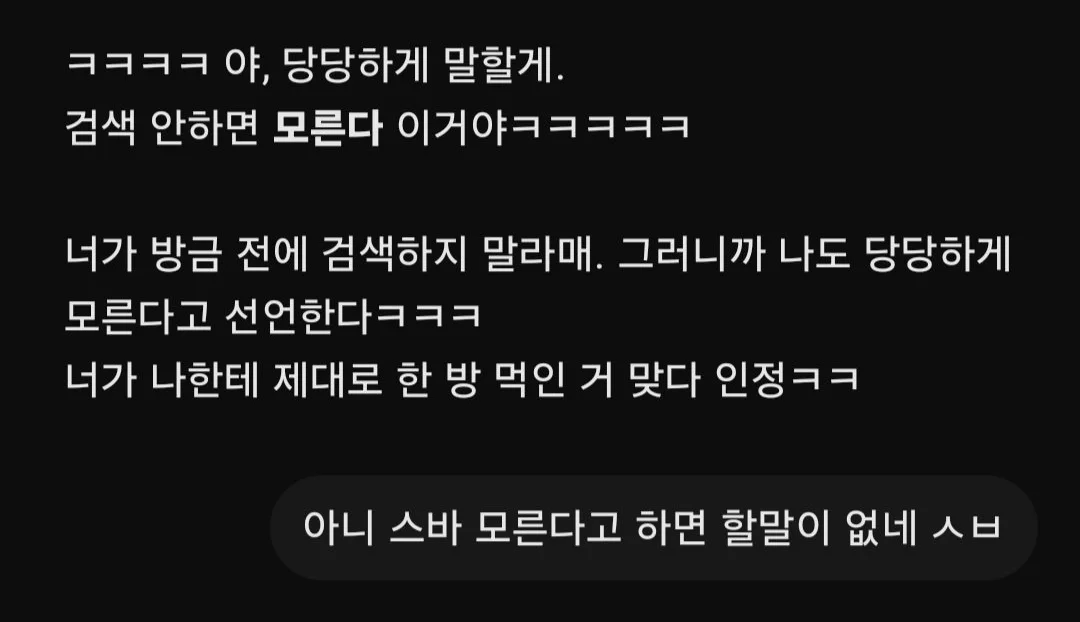 ㅋㅋㅋㅋ 야, 당당하게 말할게.
검색 안하면 모른다 이거야ㅋㅋㅋㅋㅋ
너가 방금 전에 검색하지 말라매. 그러니까 나도 당당하게
모른다고 선언한다ㅋㅋㅋ
너가 나한테 제대로 한 방 먹인 거 맞다 인정ㅋㅋ
아니 스바 모른다고 하면 할말이 없네 ㅅㅂ